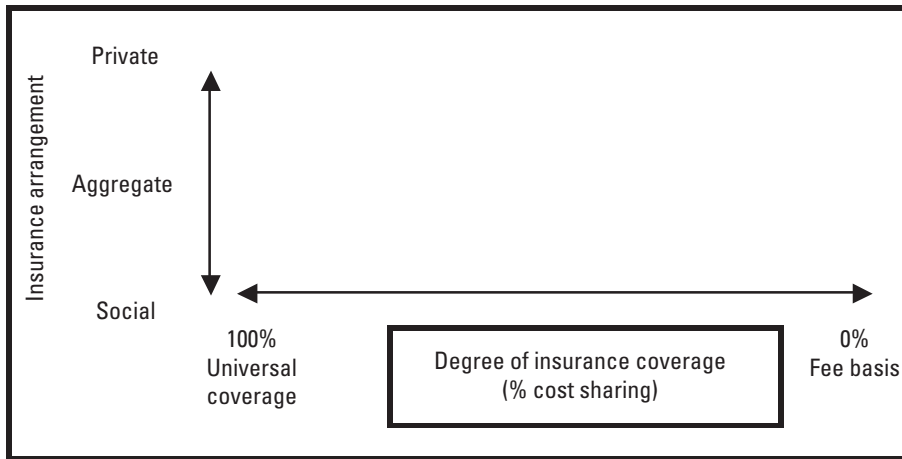 Insurance arrangement
Private
Aggregate
Social
100%
Universal
coverage
Degree of insurance coverage
(% cost sharing)
0%
Fee basis